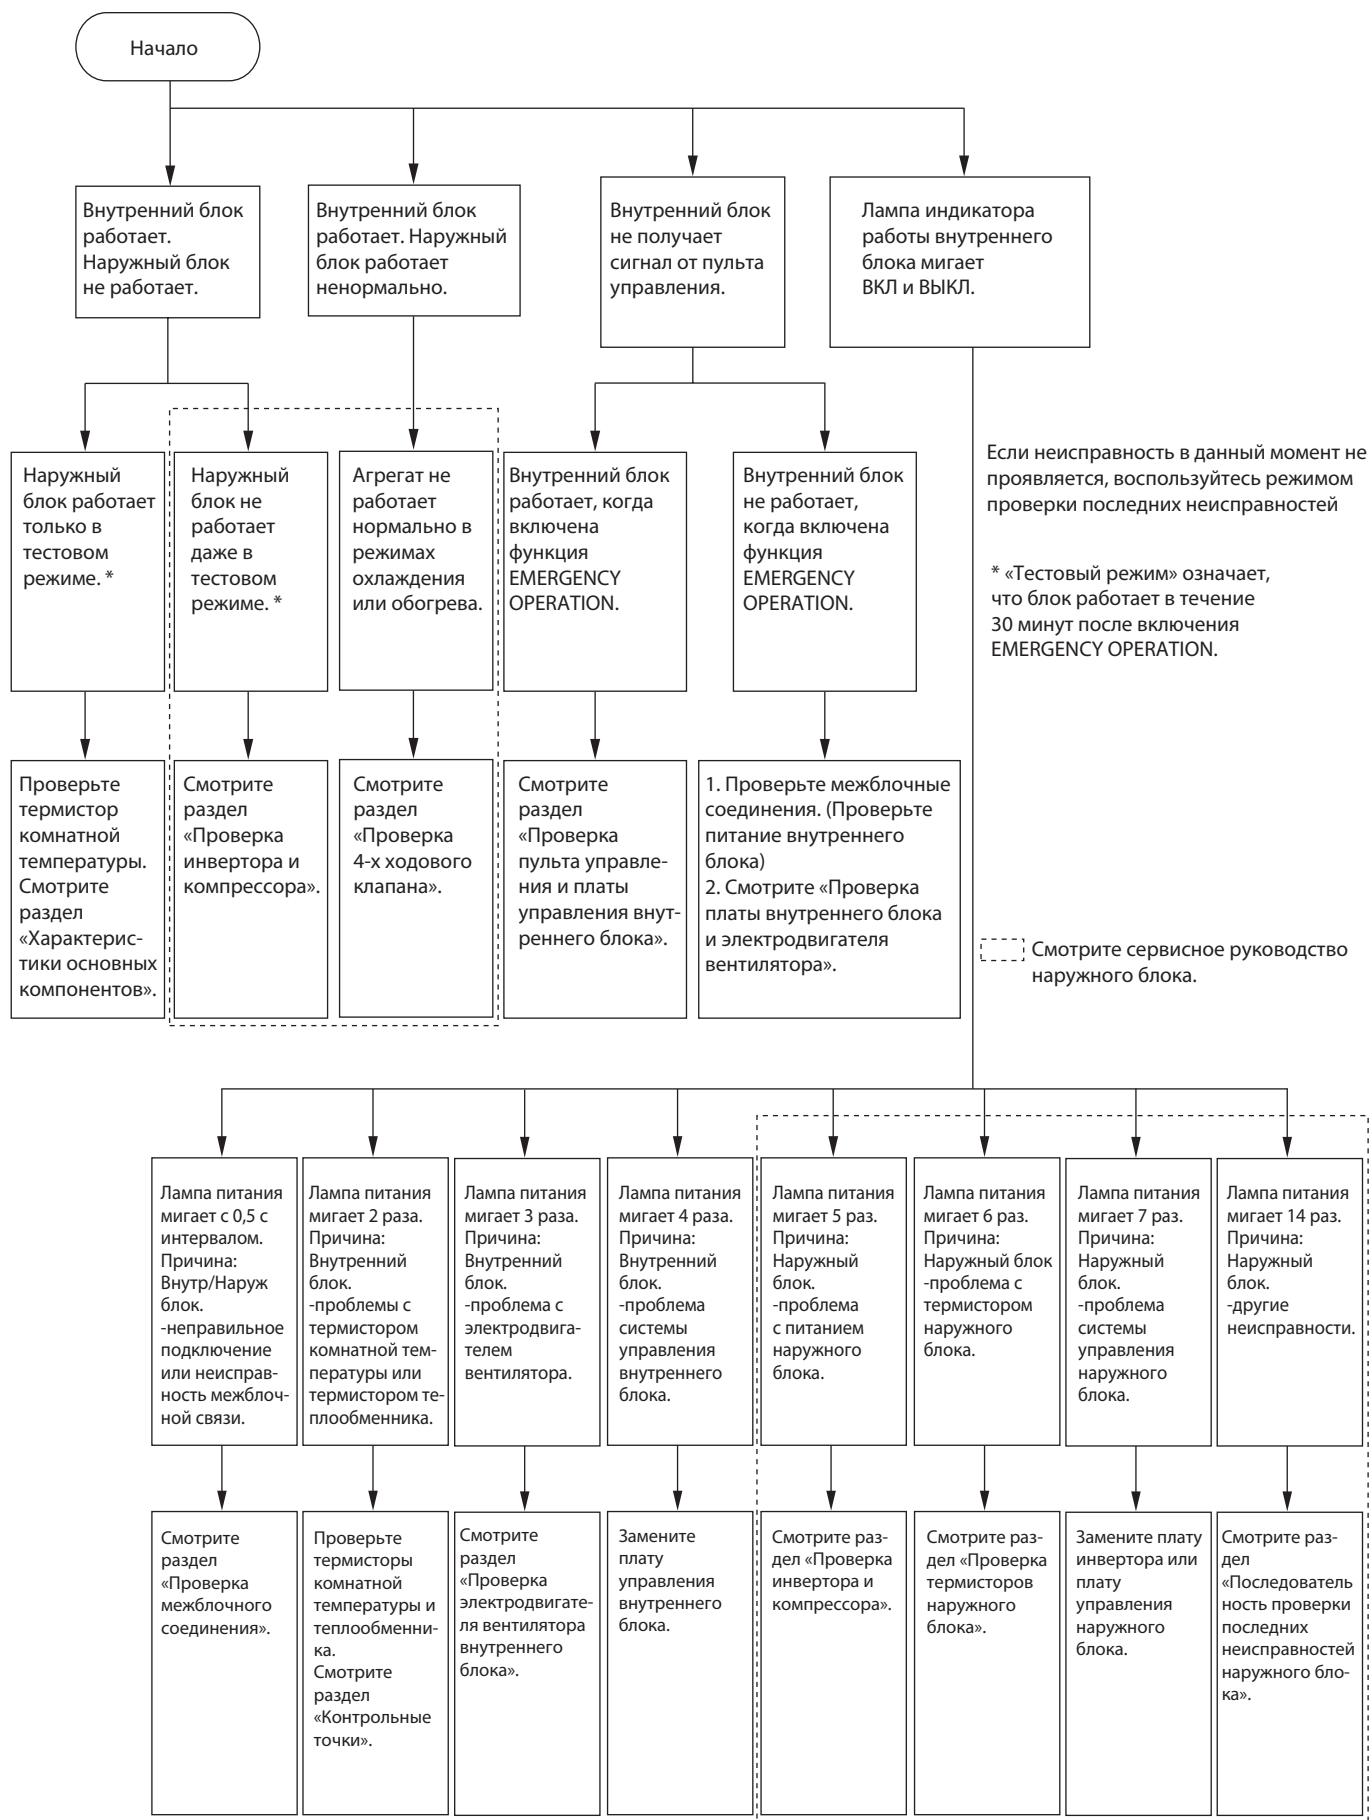 Начало
Внутренний блок
работает.
Наружный блок
не работает.
Внутренний блок
работает. Наружный
блок работает
ненормально.
Внутренний блок
не получает
сигнал от пульта
управления.
Лампа индикатора
работы внутреннего
блока мигает
ВКЛ и ВЫКЛ.
Наружный
блок работает
только в
тестовом
режиме. *
Наружный
блок не
работает
даже в
тестовом
режиме. *
Агрегат не
работает
нормально в
режимах
охлаждения
или обогрева.
Внутренний блок
работает, когда
включена
функция
EMERGENCY
OPERATION.
Внутренний блок
не работает,
когда включена
функция
EMERGENCY
OPERATION.
Если неисправность в данный момент не
проявляется, воспользуйтесь режимом
проверки последних неисправностей
* «Тестовый режим» означает,
что блок работает в течение
30 минут после включения
EMERGENCY OPERATION.
Проверьте
термистор
комнатной
температуры.
Смотрите
раздел
«Характерис-
тики основных
компонентов».
Смотрите
раздел
«Проверка
инвертора и
компрессора».
Смотрите
раздел
«Проверка
4-х ходового
клапана».
Смотрите
раздел
«Проверка
пульта управле-
ния и платы
управления внут-
реннего блока».
1. Проверьте межблочные
соединения. (Проверьте
питание внутреннего
блока)
2. Смотрите «Проверка
платы внутреннего блока
и электродвигателя
вентилятора».
Смотрите сервисное руководство
наружного блока.
Лампа питания
мигает с 0,5 с
интервалом.
Причина:
Внутр/Наруж
блок.
-неправильное
подключение
или неисправ-
ность межблоч-
ной связи.
Лампа питания
мигает 2 раза.
Причина:
Внутренний
блок.
-проблемы с
термистором
комнатной тем-
пературы или
термистором те-
плообменника.
Лампа питания
мигает 3 раза.
Причина:
Внутренний
блок.
-проблема с
электродвига-
телем
вентилятора.
Лампа питания
мигает 4 раза.
Причина:
Внутренний
блок.
-проблема
системы
управления
внутреннего
блока.
Лампа питания
мигает 5 раз.
Причина:
Наружный
блок.
-проблема
с питанием
наружного
блока.
Лампа питания
мигает 6 раз.
Причина:
Наружный блок
-проблема с
термистором
наружного
блока.
Лампа питания
мигает 7 раз.
Причина:
Наружный
блок.
-проблема
системы
управления
наружного
блока.
Лампа питания
мигает 14 раз.
Причина:
Наружный
блок.
-другие
неисправности.
Смотрите
раздел
«Проверка
межблочного
соединения».
Проверьте
термисторы
комнатной
температуры и
теплообменни-
ка.
Смотрите
раздел
«Контрольные
точки».
Смотрите
раздел
«Проверка
электродвигате-
ля вентилятора
внутреннего
блока».
Замените
плату
управления
внутреннего
блока.
Смотрите раз-
дел «Проверка
инвертора и
компрессора».
Смотрите раз-
дел «Проверка
термисторов
наружного
блока».
Замените плату
инвертора или
плату
управления
наружного
блока.
Смотрите раз-
дел
«Последователь
ность проверки
последних
неисправностей
наружного бло-
ка».